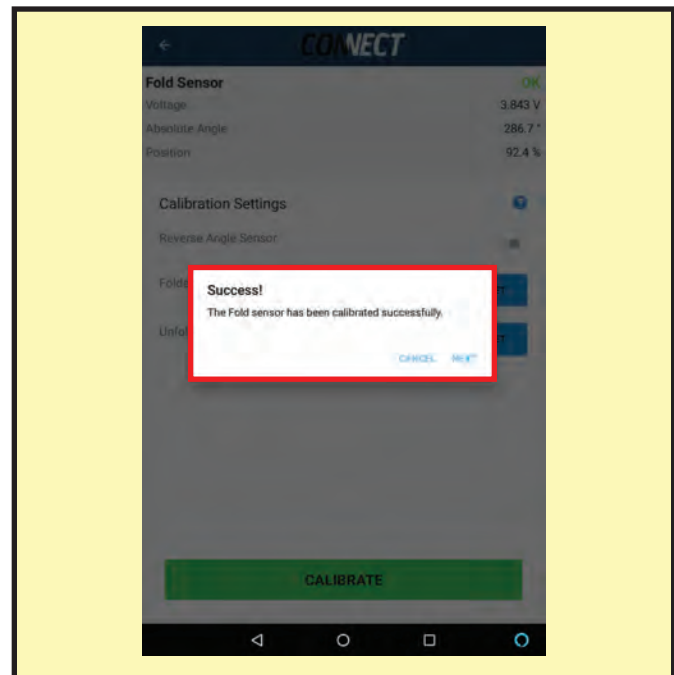 CONNECT
Fold Sensor OK
Voltage 3.843 V
Absolute Angle 286.7 °
Position 92.4 %
Calibration Settings
Reverse Angle Sensor
Success!
The Fold sensor has been calibrated successfully.
CANCEL NEXT
CALIBRATE